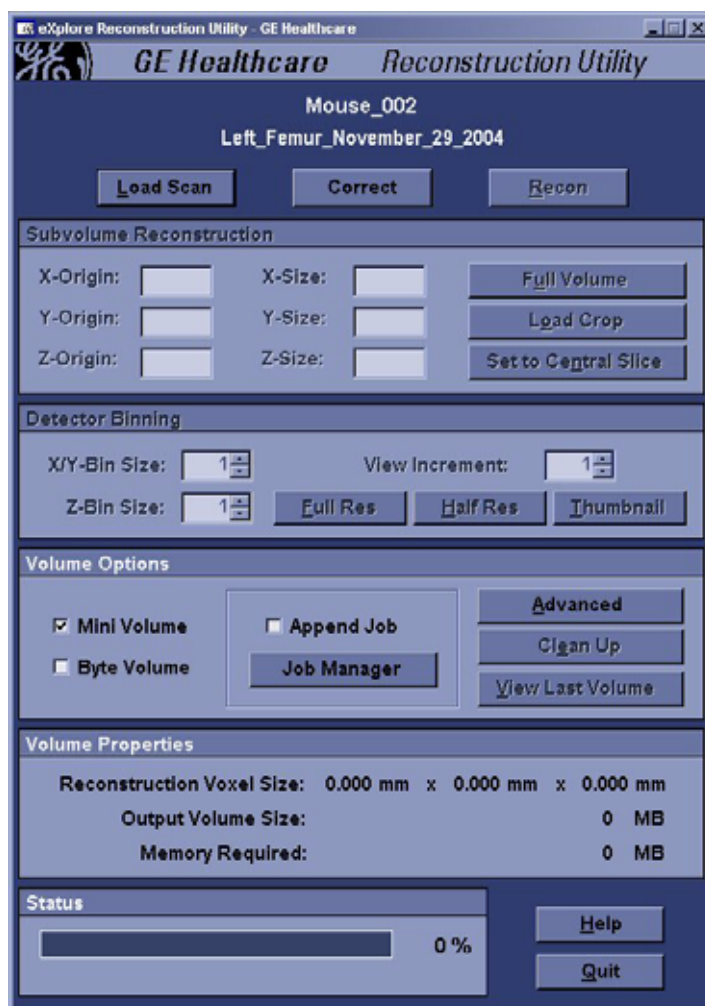 eXplore Reconstruction Utility - GE Healthcare
GE Healthcare Reconstruction Utility
Mouse_002
Left_Femur_November_29_2004
Load Scan Correct Recon
Subvolume Reconstruction
X-Origin: X-Size: Full Volume
Y-Origin: Y-Size: Load Crop
Z-Origin: Z-Size: Set to Central Slice
Detector Binning
X/Y-Bin Size: 1 View Increment: 1
Z-Bin Size: 1 Full Res Half Res Thumbnail
Volume Options
Mini Volume Append Job Advanced
Byte Volume Job Manager Clean Up
View Last Volume
Volume Properties
Reconstruction Voxel Size: 0.000 mm x 0.000 mm x 0.000 mm
Output Volume Size: 0 MB
Memory Required: 0 MB
Status
0 %
Help
Quit